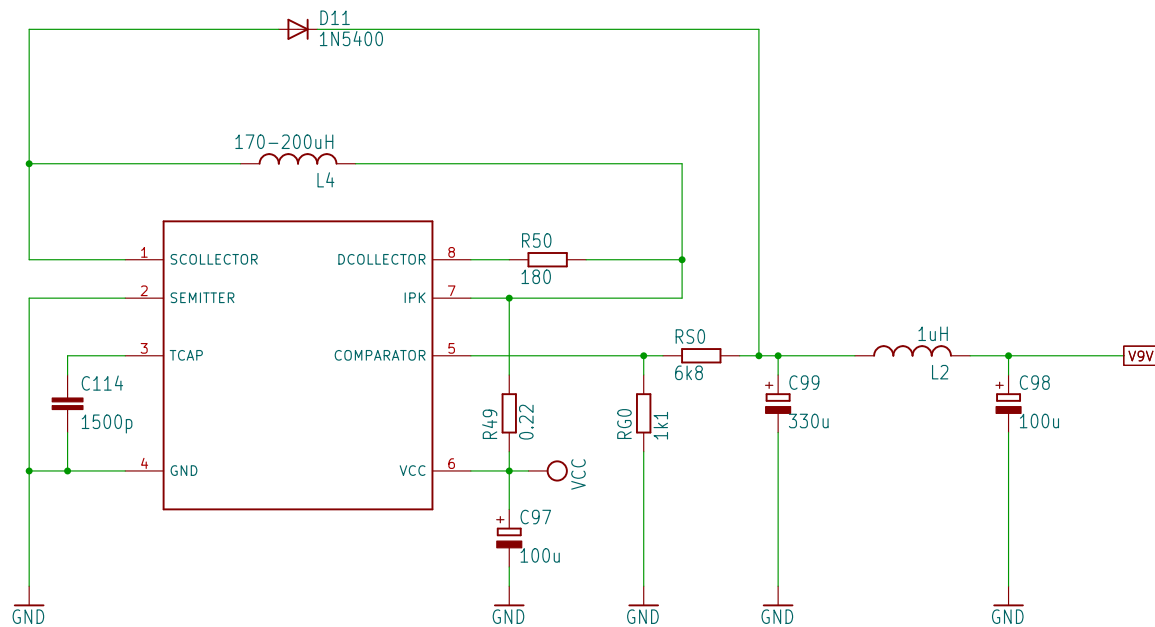 D11
1N5400
170-200uH
L4
1
SCOLLECTOR
DCOLLECTOR
8
R50
180
2
SEMITTER
IPK
7
3
TCAP
COMPARATOR
5
RS0
6k8
1uH
L2
V9V
C114
1500p
R49
0.22
RG0
1k1
+
C99
330u
+
C98
100u
4
GND
VCC
6
VCC
+
C97
100u
GND
GND
GND
GND
GND